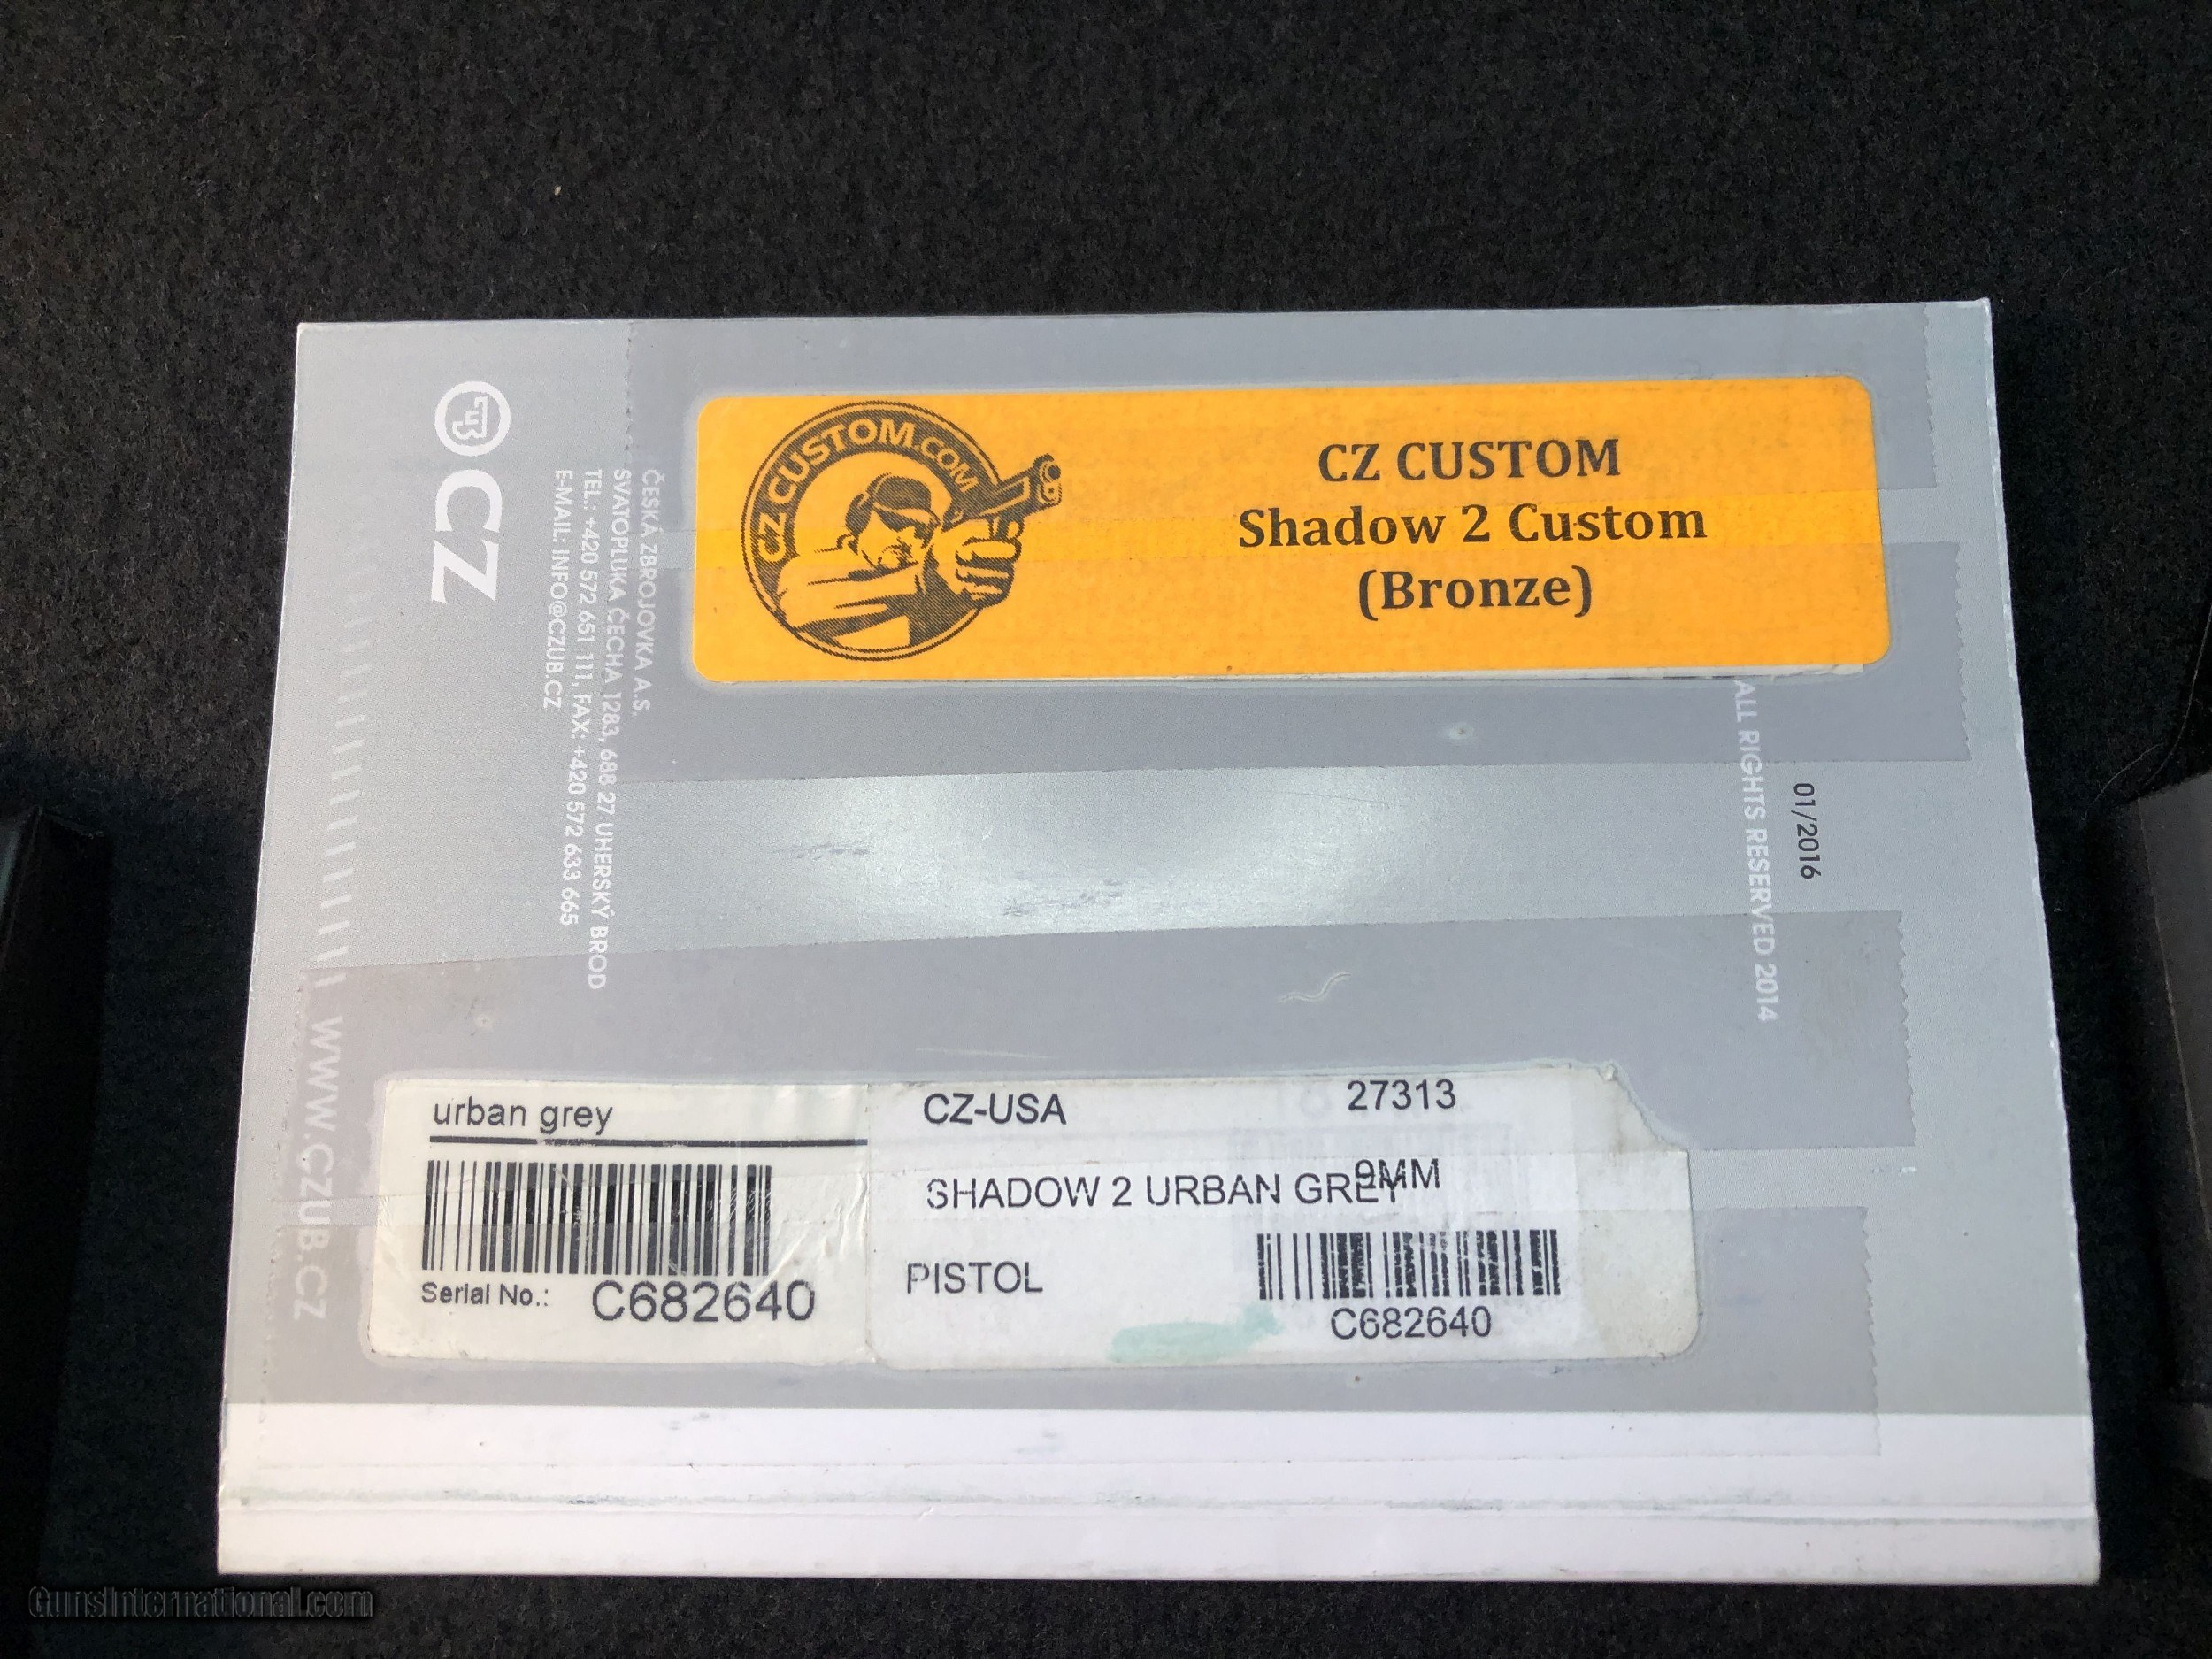 CZ
ČESKÁ ZBROJOVKA A.S.
SVATOPLUKA ČECHA 1283, 688 27 UHERSKÝ BROD
TEL.: +420 572 651 111, FAX: +420 572 633 665
E-MAIL: INFO@CZUB.CZ
WWW.CZUB.CZ
CZ CUSTOM.COM
CZ CUSTOM
Shadow 2 Custom
(Bronze)
ALL RIGHTS RESERVED 2014
01/2016
urban grey
Serial No.: C682640
CZ-USA 27313
SHADOW 2 URBAN GREY 9MM
PISTOL
C682640
GunsInternational.com